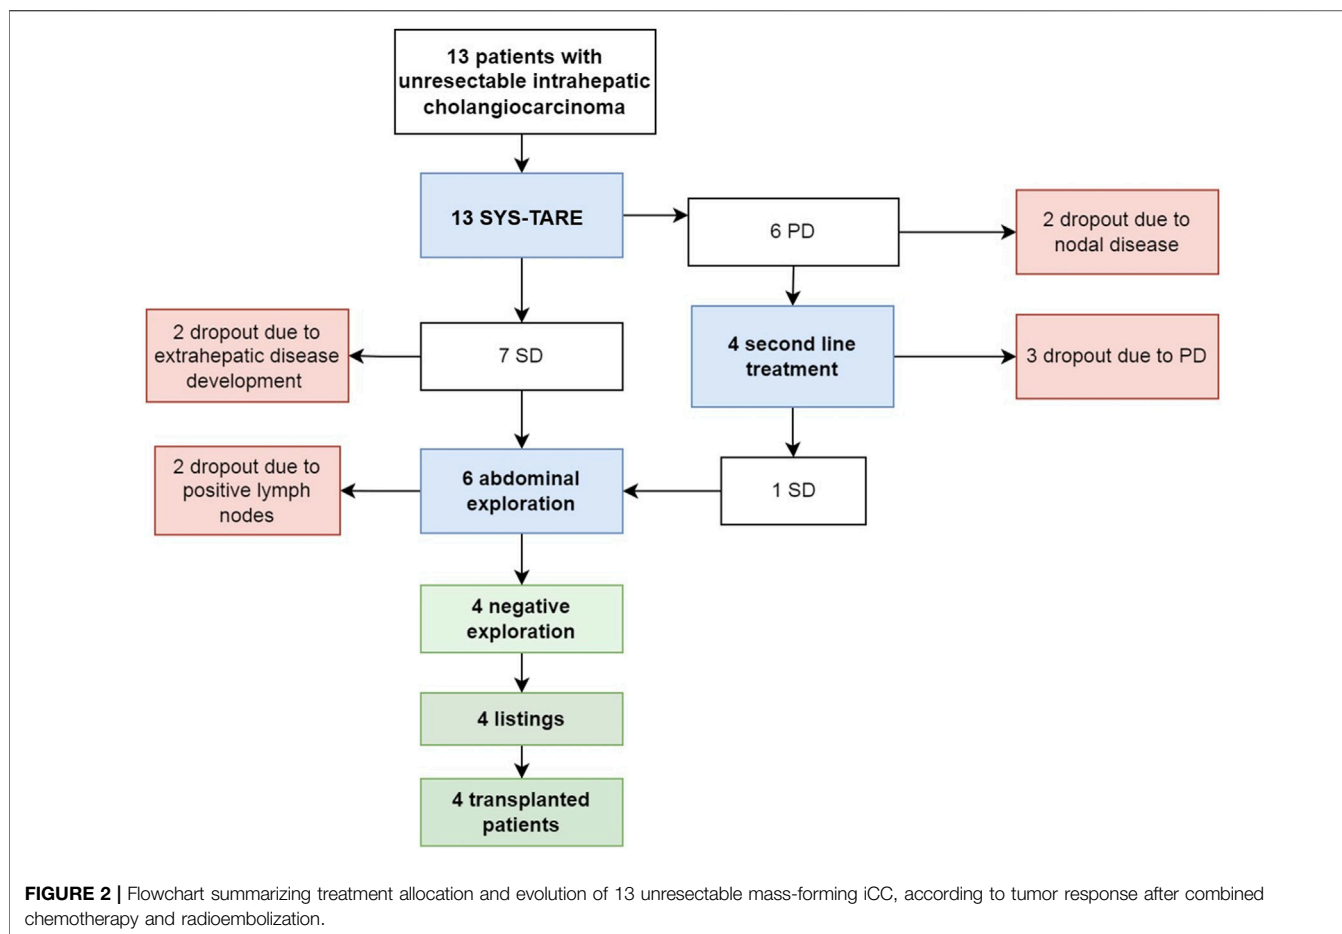 13 patients with
unresectable intrahepatic
cholangiocarcinoma
13 SYS-TARE
6 PD
2 dropout due to
nodal disease
2 dropout due to
extrahepatic disease
development
7 SD
4 second line
treatment
3 dropout due to PD
2 dropout due to
positive lymph
nodes
6 abdominal
exploration
1 SD
4 negative
exploration
4 listings
4 transplanted
patients
FIGURE 2 | Flowchart summarizing treatment allocation and evolution of 13 unresectable mass-forming iCC, according to tumor response after combined
chemotherapy and radioembolization.